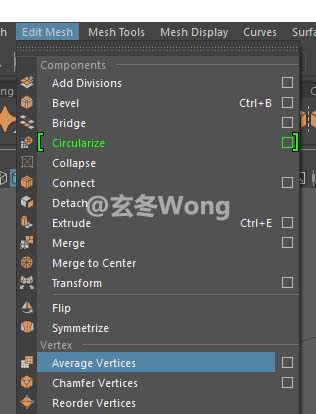 Edit Mesh Mesh Tools Mesh Display Curves
Components
Add Divisions
Bevel Ctrl+B
Bridge
Circularize
Collapse
Connect
Detach
@玄冬Wong
Extrude Ctrl+E
Merge
Merge to Center
Transform
Flip
Symmetrize
Vertex
Average Vertices
Chamfer Vertices
Reorder Vertices